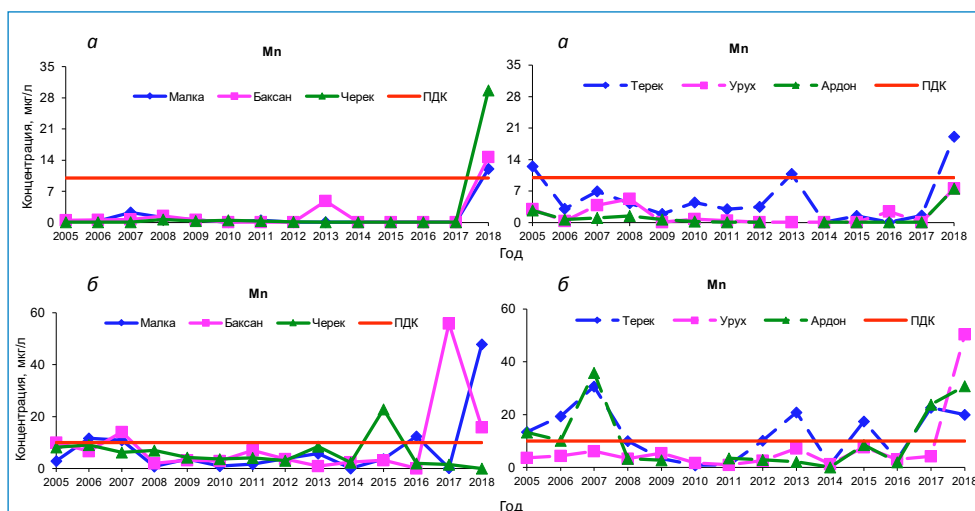 а
Mn
Концентрация, мкг/л
35
28
21
14
7
0
Малка Баксан Черек ПДК
2005 2006 2007 2008 2009 2010 2011 2012 2013 2014 2015 2016 2017 2018
а
Mn
35
28
21
14
7
0
Терек Урух Ардон ПДК
2005 2006 2007 2008 2009 2010 2011 2012 2013 2014 2015 2016 2017 2018
Год
б
Mn
Концентрация, мкг/л
60
40
20
0
Малка Баксан Черек ПДК
2005 2006 2007 2008 2009 2010 2011 2012 2013 2014 2015 2016 2017 2018
б
Mn
60
40
20
0
Терек Урух Ардон ПДК
2005 2006 2007 2008 2009 2010 2011 2012 2013 2014 2015 2016 2017 2018
Год